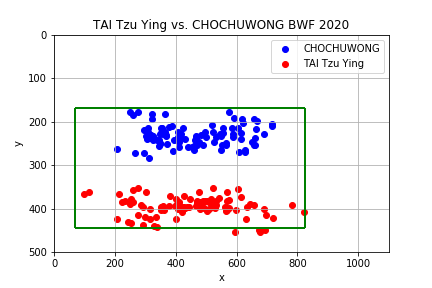 TAI Tzu Ying vs. CHOCHUWONG BWF 2020
CHOCHUWONG
TAI Tzu Ying
y
0
100
200
300
400
500
0 200 400 600 800 1000
x